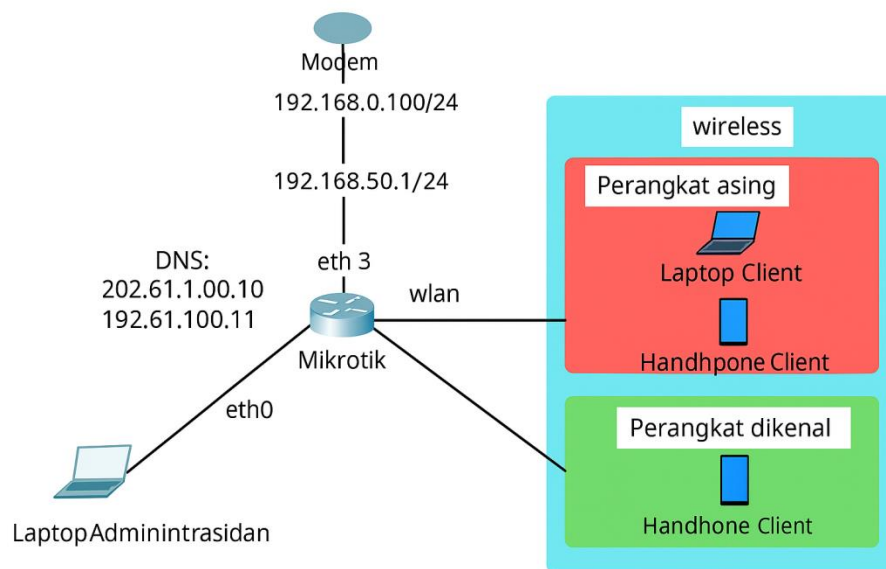 Modem
192.168.0.100/24
192.168.50.1/24
DNS:
202.61.1.00.10
192.61.100.11
eth 3
wlan
Mikrotik
eth0
LaptopAdminintrasidan
wireless
Perangkat asing
Laptop Client
Handhpone Client
Perangkat dikenal
Handhone Client